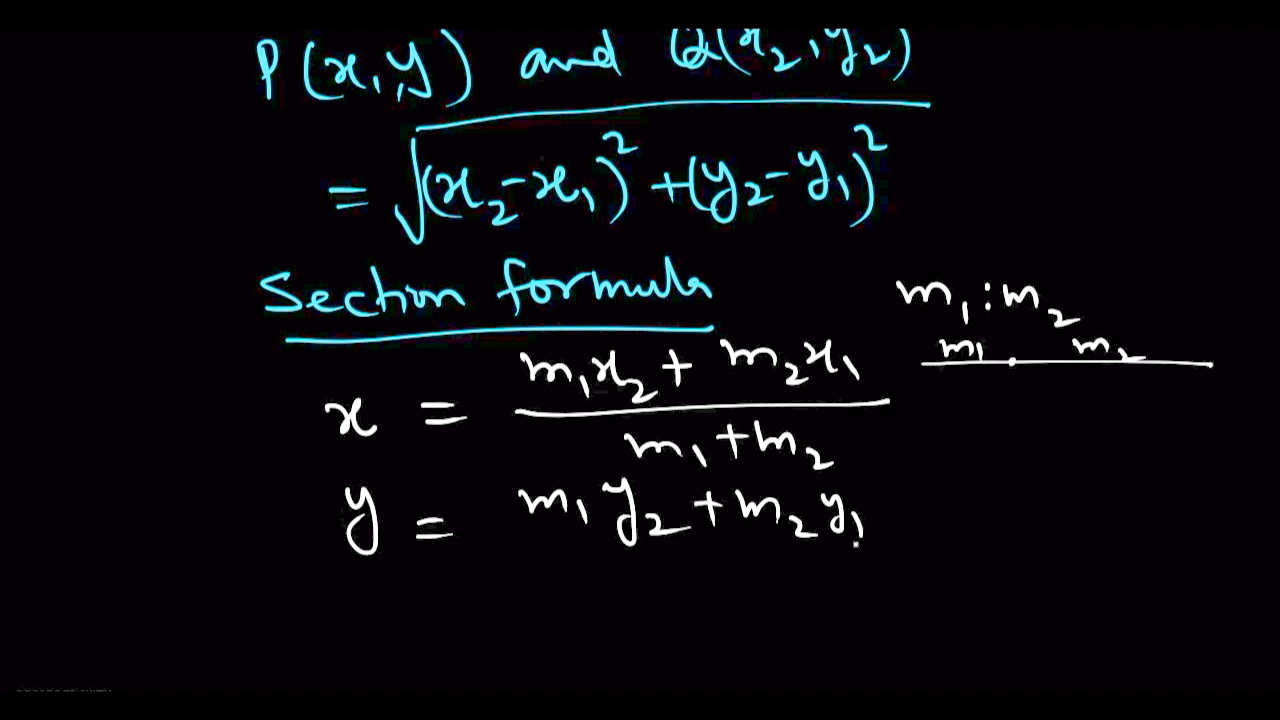 P(x₁,y) and Q(x₂,y₂)
= √(x₂-x₁)² + (y₂-y₁)²
Section formula
m₁:m₂
m₁ m₂
x = m₁x₂ + m₂x₁
m₁+m₂
y = m₁y₂ + m₂y₁